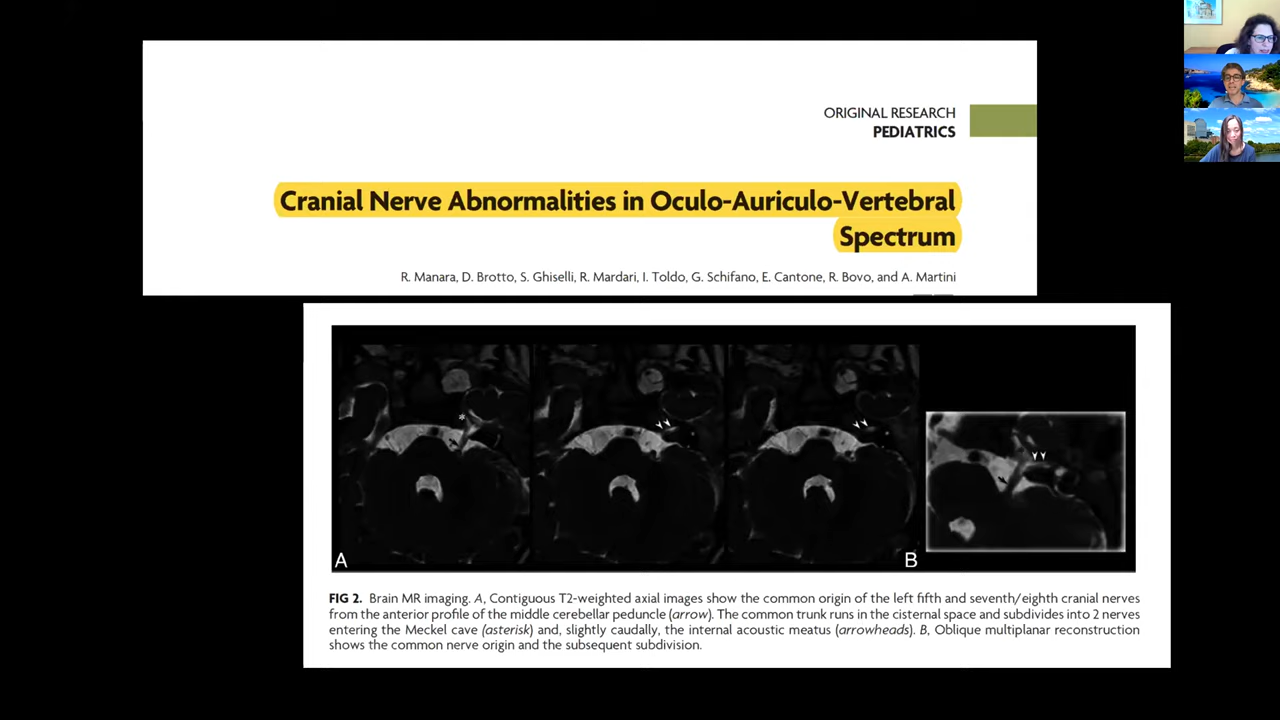 ORIGINAL RESEARCH
PEDIATRICS
Cranial Nerve Abnormalities in Oculo-Auriculo-Vertebral
Spectrum
R. Manara, D. Brotto, S. Ghiselli, R. Mardari, I. Toldo, G. Schifano, E. Cantone, R. Bovo, and A. Martini
*
A
B
FIG 2. Brain MR imaging. A, Contiguous T2-weighted axial images show the common origin of the left fifth and seventh/eighth cranial nerves
from the anterior profile of the middle cerebellar peduncle (arrow). The common trunk runs in the cisternal space and subdivides into 2 nerves
entering the Meckel cave (asterisk) and, slightly caudally, the internal acoustic meatus (arrowheads). B, Oblique multiplanar reconstruction
shows the common nerve origin and the subsequent subdivision.